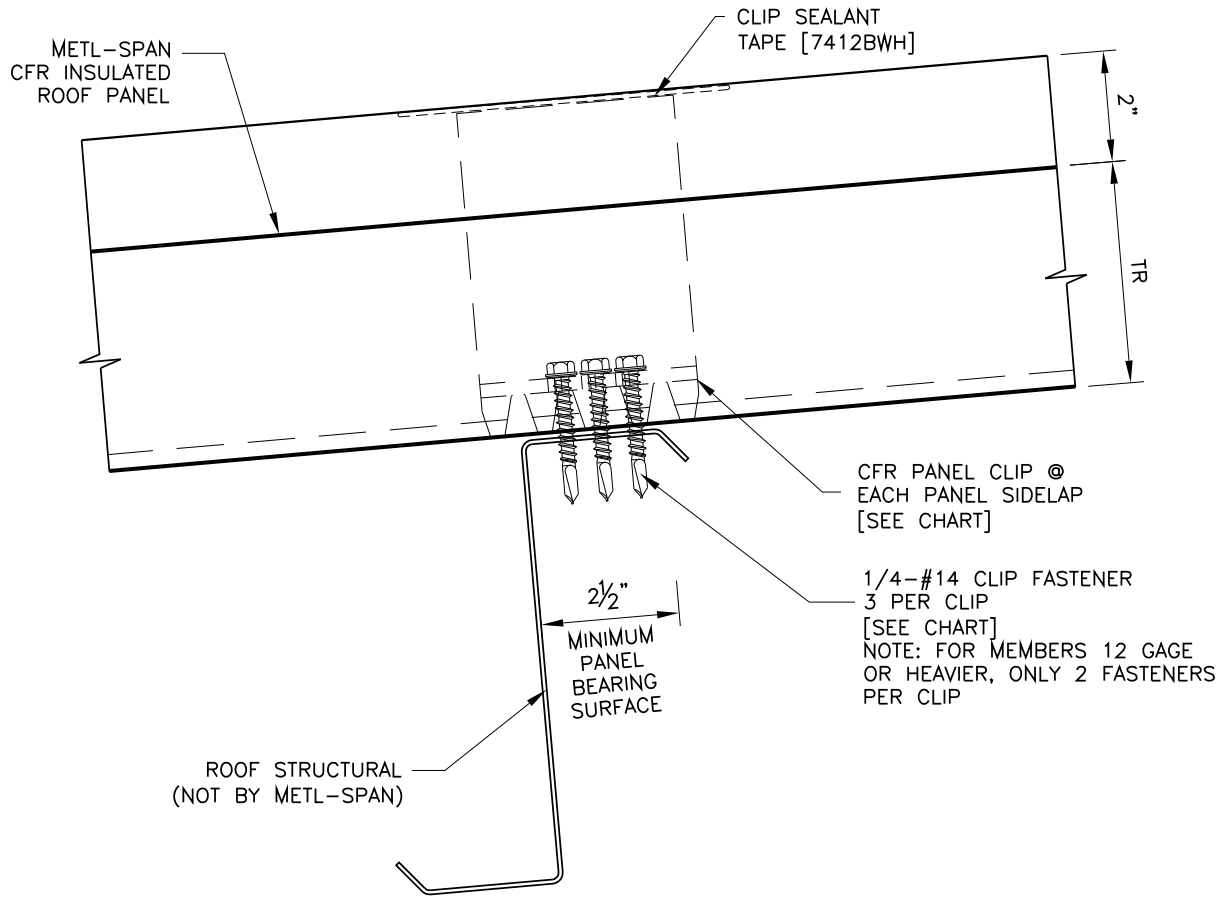 CLIP SEALANT
TAPE [7412BWH]
METL-SPAN
CFR INSULATED
ROOF PANEL
2"
TR
CFR PANEL CLIP @
EACH PANEL SIDELAP
[SEE CHART]
1/4-#14 CLIP FASTENER
3 PER CLIP
[SEE CHART]
NOTE: FOR MEMBERS 12 GAGE
OR HEAVIER, ONLY 2 FASTENERS
PER CLIP
2½"
MINIMUM
PANEL
BEARING
SURFACE
ROOF STRUCTURAL
(NOT BY METL-SPAN)